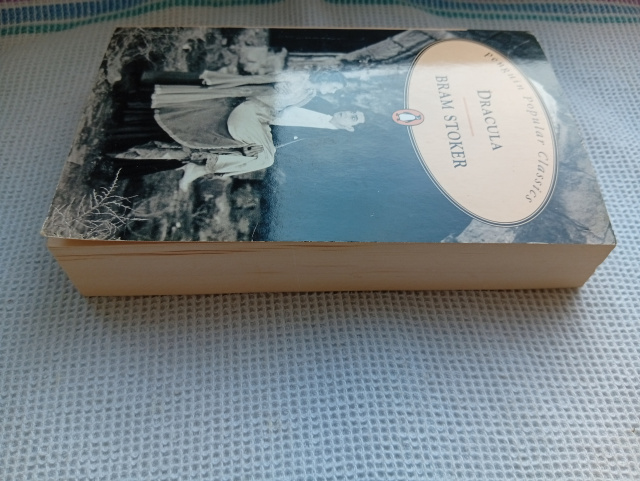 Penguin Popular Classics
DRACULA
BRAM STOKER